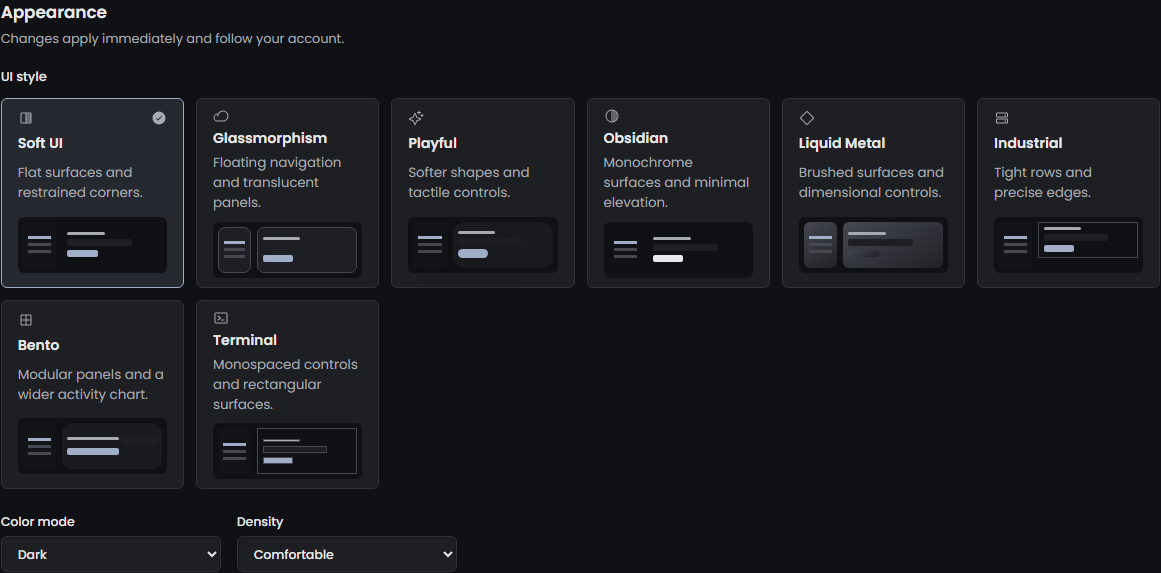 Appearance
Changes apply immediately and follow your account.
UI style
Soft UI
Flat surfaces and
restrained corners.
Glassmorphism
Floating navigation
and translucent
panels.
Playful
Softer shapes and
tactile controls.
Obsidian
Monochrome
surfaces and minimal
elevation.
Liquid Metal
Brushed surfaces and
dimensional controls.
Industrial
Tight rows and
precise edges.
Bento
Modular panels and a
wider activity chart.
Terminal
Monospaced controls
and rectangular
surfaces.
Color mode
Dark
Density
Comfortable